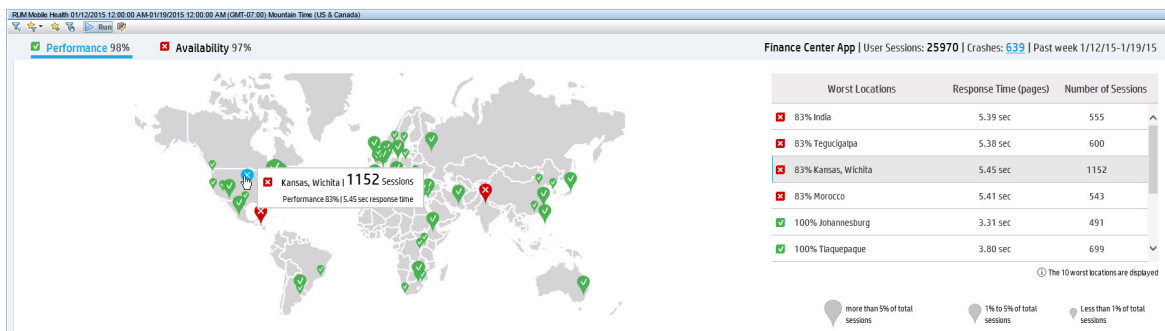 RUM Mobile Health 01/12/2015 12:00:00 AM-01/19/2015 12:00:00 AM (GMT-07:00) Mountain Time (US & Canada)
Run
Performance 98% Availability 97%
Finance Center App | User Sessions: 25970 | Crashes: 639 | Past week 1/12/15-1/19/15
Worst Locations Response Time (pages) Number of Sessions
83% India 5.39 sec 555
83% Tegucigalpa 5.38 sec 600
83% Kansas, Wichita 5.45 sec 1152
83% Morocco 5.41 sec 543
100% Johannesburg 3.31 sec 491
100% Tlaquepaque 3.80 sec 699
The 10 worst locations are displayed
Kansas, Wichita | 1152 Sessions
Performance 83% | 5.45 sec response time
more than 5% of total
sessions
1% to 5% of total
sessions
Less than 1% of total
sessions